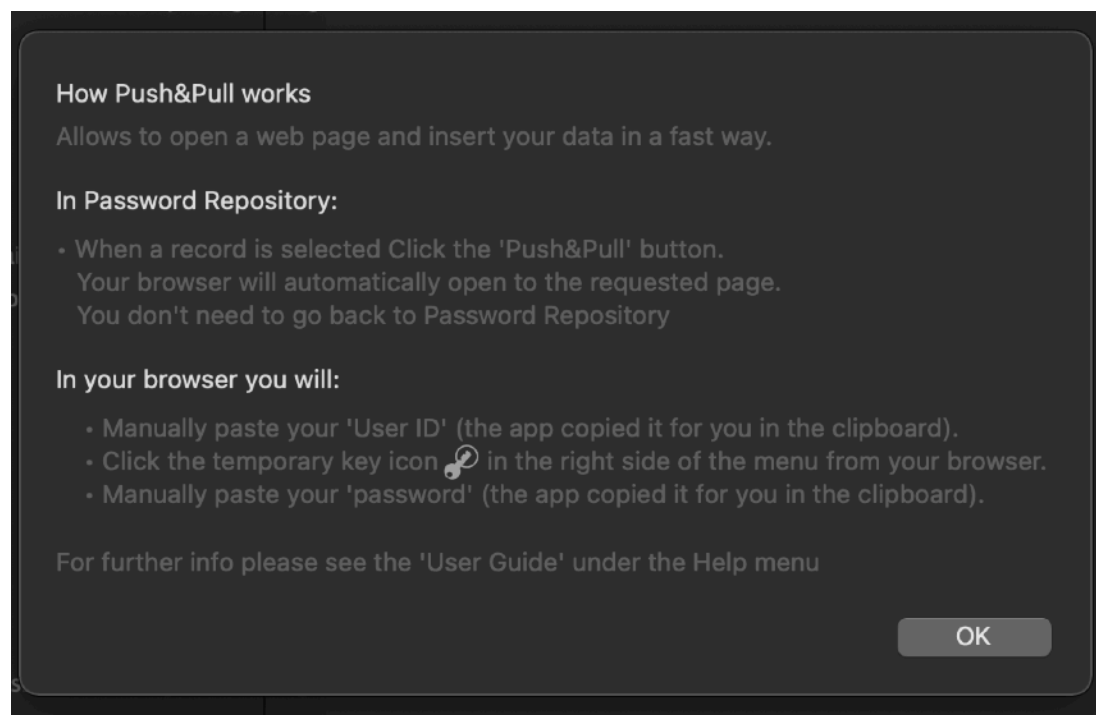 How Push&Pull works
Allows to open a web page and insert your data in a fast way.
In Password Repository:
• When a record is selected Click the 'Push&Pull' button.
Your browser will automatically open to the requested page.
You don't need to go back to Password Repository
In your browser you will:
• Manually paste your 'User ID' (the app copied it for you in the clipboard).
• Click the temporary key icon in the right side of the menu from your browser.
• Manually paste your 'password' (the app copied it for you in the clipboard).
For further info please see the 'User Guide' under the Help menu
OK